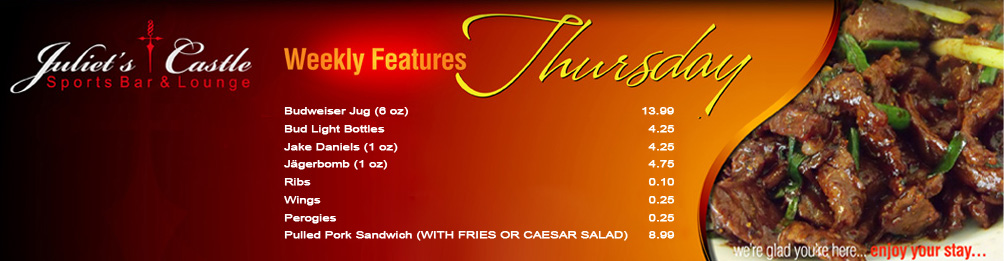 Juliet's Castle
Sports Bar & Lounge
Weekly Features
Thursday
Budweiser Jug (6 oz) 13.99
Bud Light Bottles 4.25
Jake Daniels (1 oz) 4.25
Jägerbomb (1 oz) 4.75
Ribs 0.10
Wings 0.25
Perogies 0.25
Pulled Pork Sandwich (WITH FRIES OR CAESAR SALAD) 8.99
we're glad you're here... enjoy your stay...